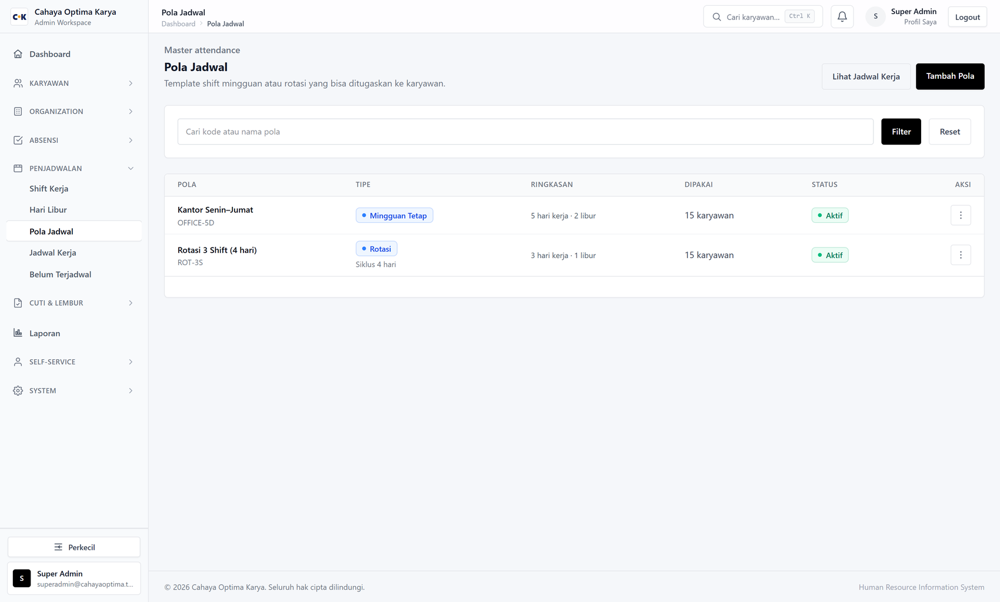 C•K
Cahaya Optima Karya
Admin Workspace
Dashboard
KARYAWAN
ORGANIZATION
ABSENSI
PENJADWALAN
Shift Kerja
Hari Libur
Pola Jadwal
Jadwal Kerja
Belum Terjadwal
CUTI & LEMBUR
Laporan
SELF-SERVICE
SYSTEM
Perkecil
S
Super Admin
superadmin@cahayaoptima.t...
Pola Jadwal
Dashboard > Pola Jadwal
Cari karyawan... Ctrl K
S
Super Admin
Profil Saya
Logout
Master attendance
Pola Jadwal
Template shift mingguan atau rotasi yang bisa ditugaskan ke karyawan.
Lihat Jadwal Kerja
Tambah Pola
Cari kode atau nama pola
Filter
Reset
POLA TIPE RINGKASAN DIPAKAI STATUS AKSI
Kantor Senin–Jumat
OFFICE-5D
Mingguan Tetap
5 hari kerja · 2 libur
15 karyawan
Aktif
Rotasi 3 Shift (4 hari)
ROT-3S
Rotasi
Siklus 4 hari
3 hari kerja · 1 libur
15 karyawan
Aktif
© 2026 Cahaya Optima Karya. Seluruh hak cipta dilindungi.
Human Resource Information System